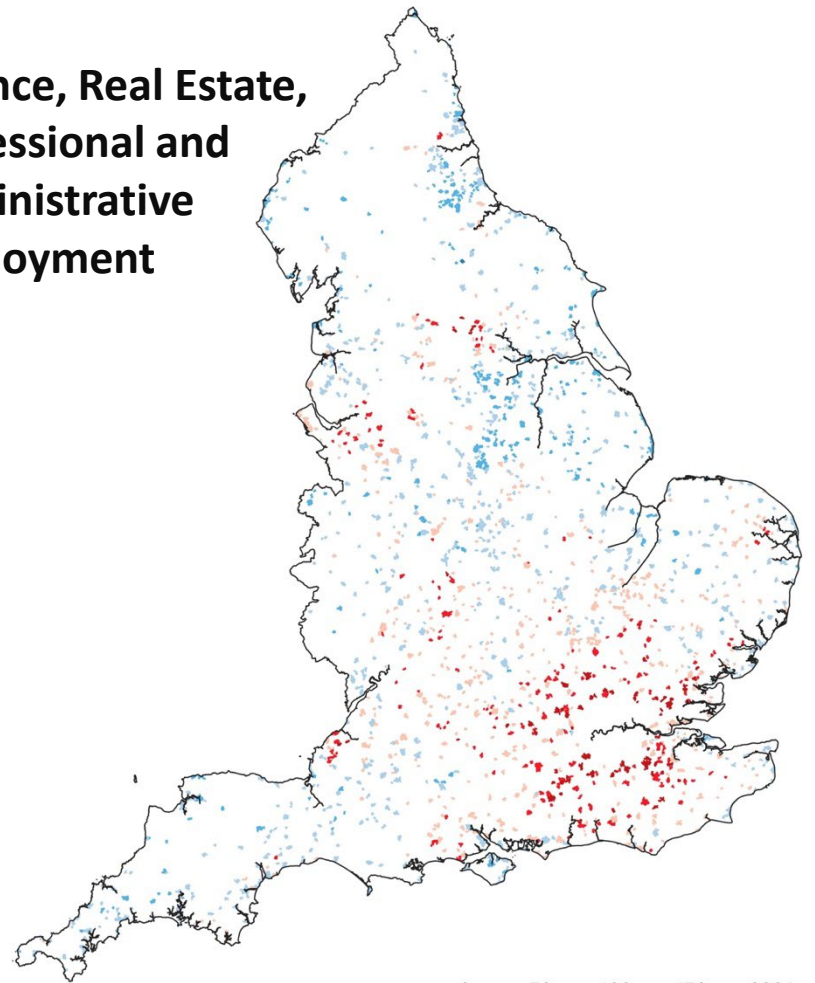 nce, Real Estate,
essional and
inistrative
oyment